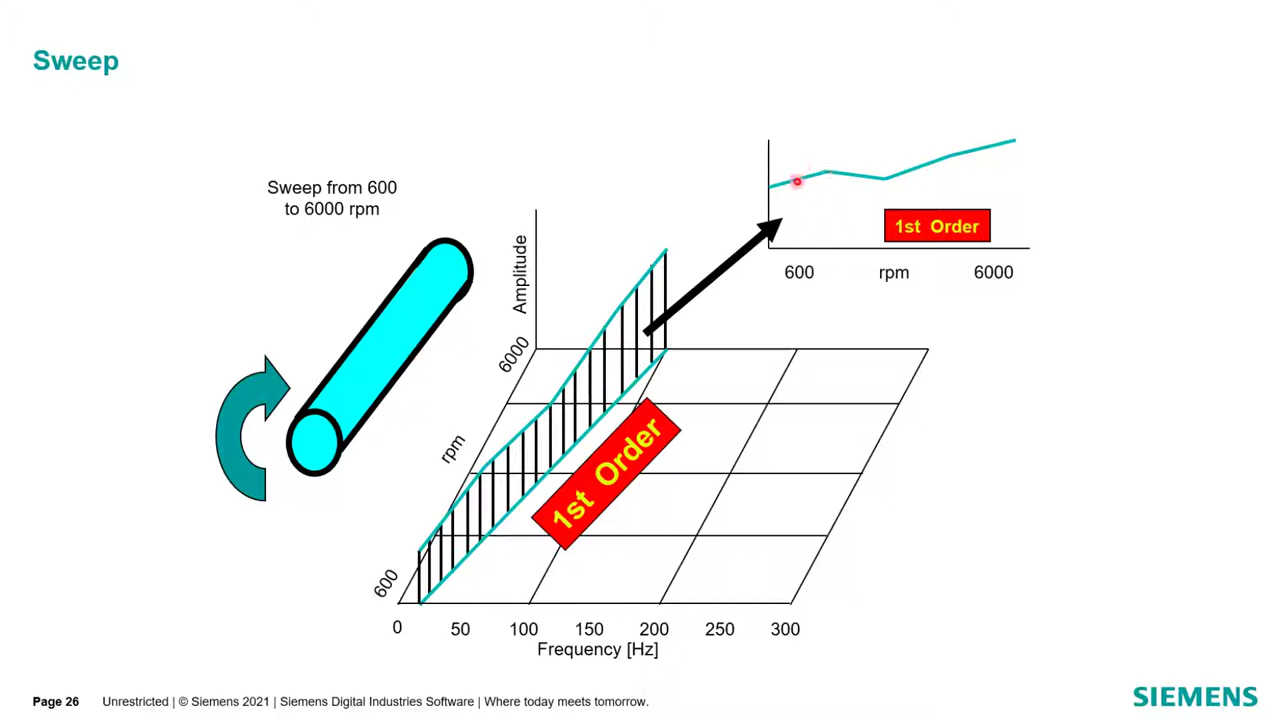 Sweep
Sweep from 600
to 6000 rpm
1st Order
600
rpm
6000
Amplitude
6000
rpm
600
1st Order
0
50
100
150
200
250
300
Frequency [Hz]
Page 26
Unrestricted | © Siemens 2021 | Siemens Digital Industries Software | Where today meets tomorrow.
SIEMENS